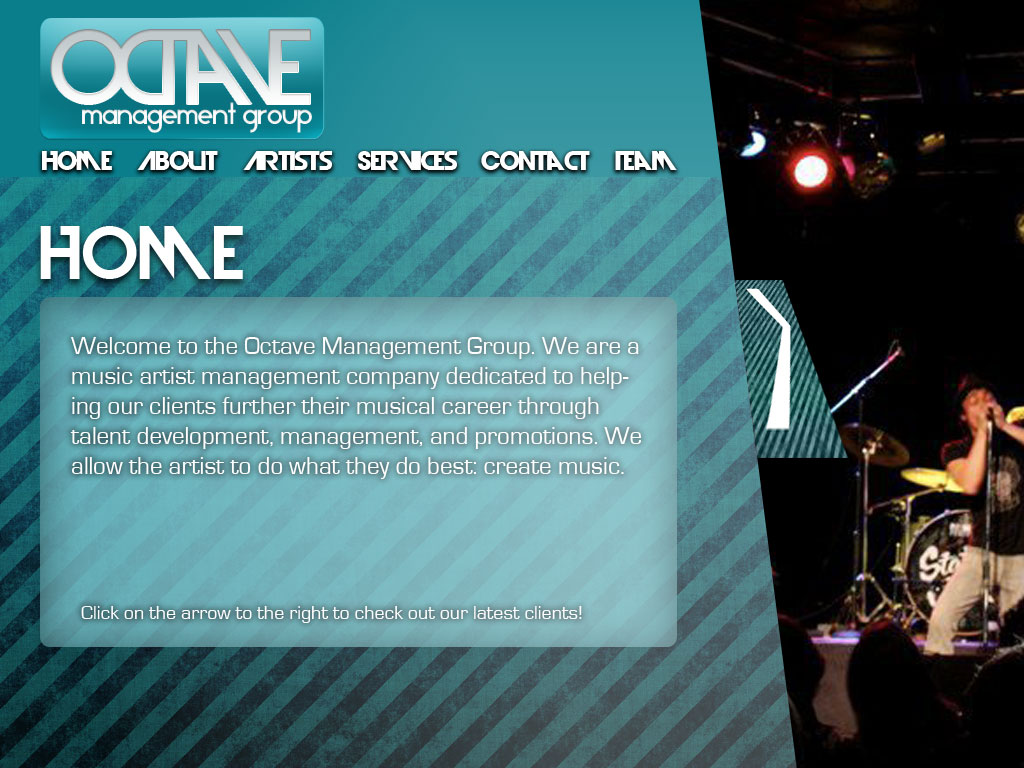 OCTAVE
management group
HOME ABOUT ARTISTS SERVICES CONTACT TEAM
HOME
Welcome to the Octave Management Group. We are a
music artist management company dedicated to help-
ing our clients further their musical career through
talent development, management, and promotions. We
allow the artist to do what they do best: create music.
Click on the arrow to the right to check out our latest clients!